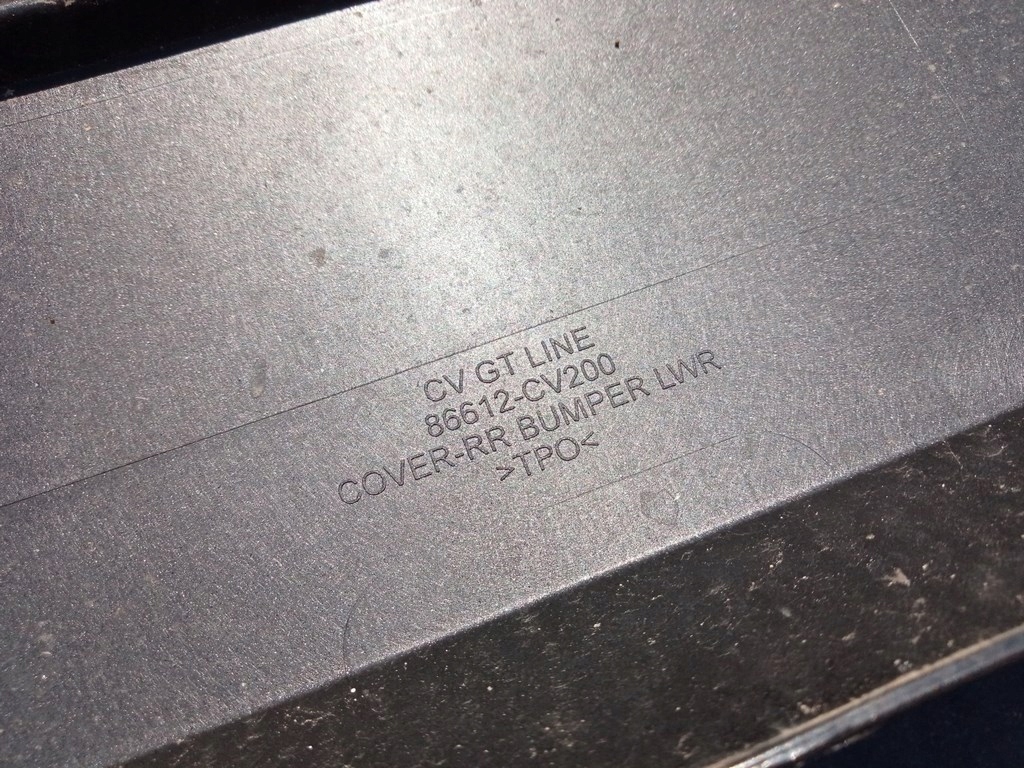 CV GT LINE
86612-CV200
COVER-RR BUMPER LWR
>TPO<